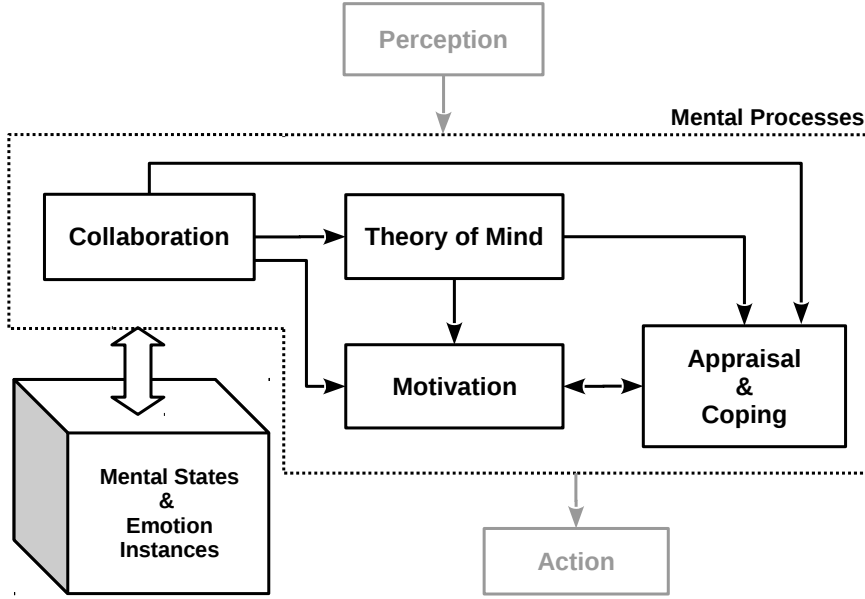 Perception
Mental Processes
Collaboration
Theory of Mind
Motivation
Appraisal
&
Coping
Mental States
&
Emotion
Instances
Action